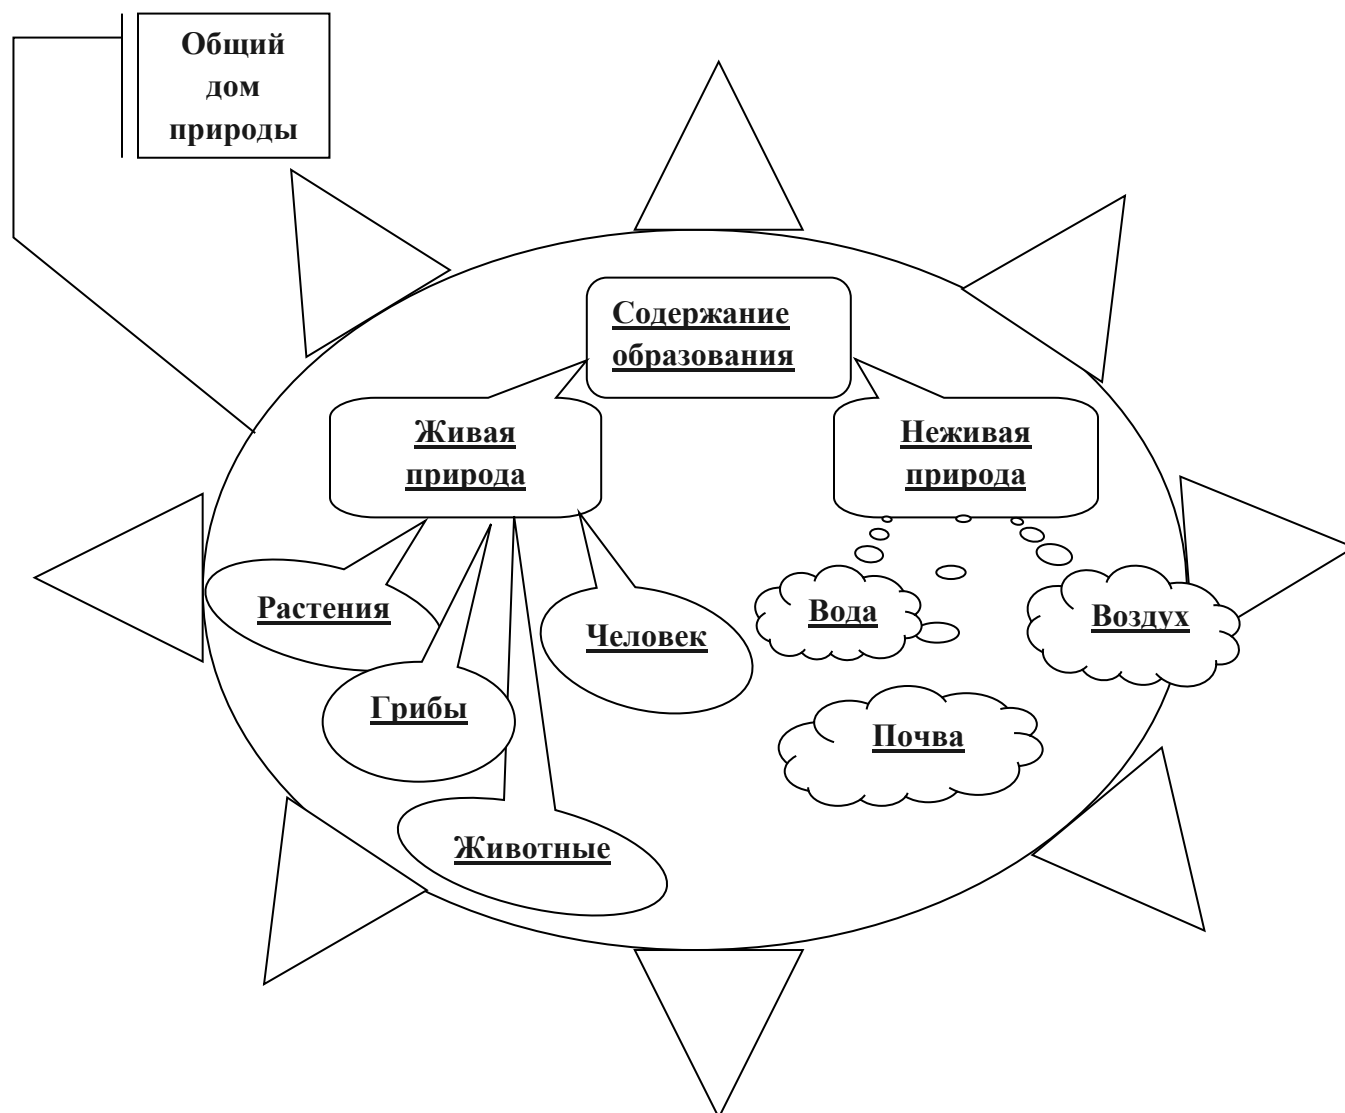 Общий
дом
природы
Содержание
образования
Живая
природа
Неживая
природа
Растения
Грибы
Животные
Человек
Вода
Воздух
Почва